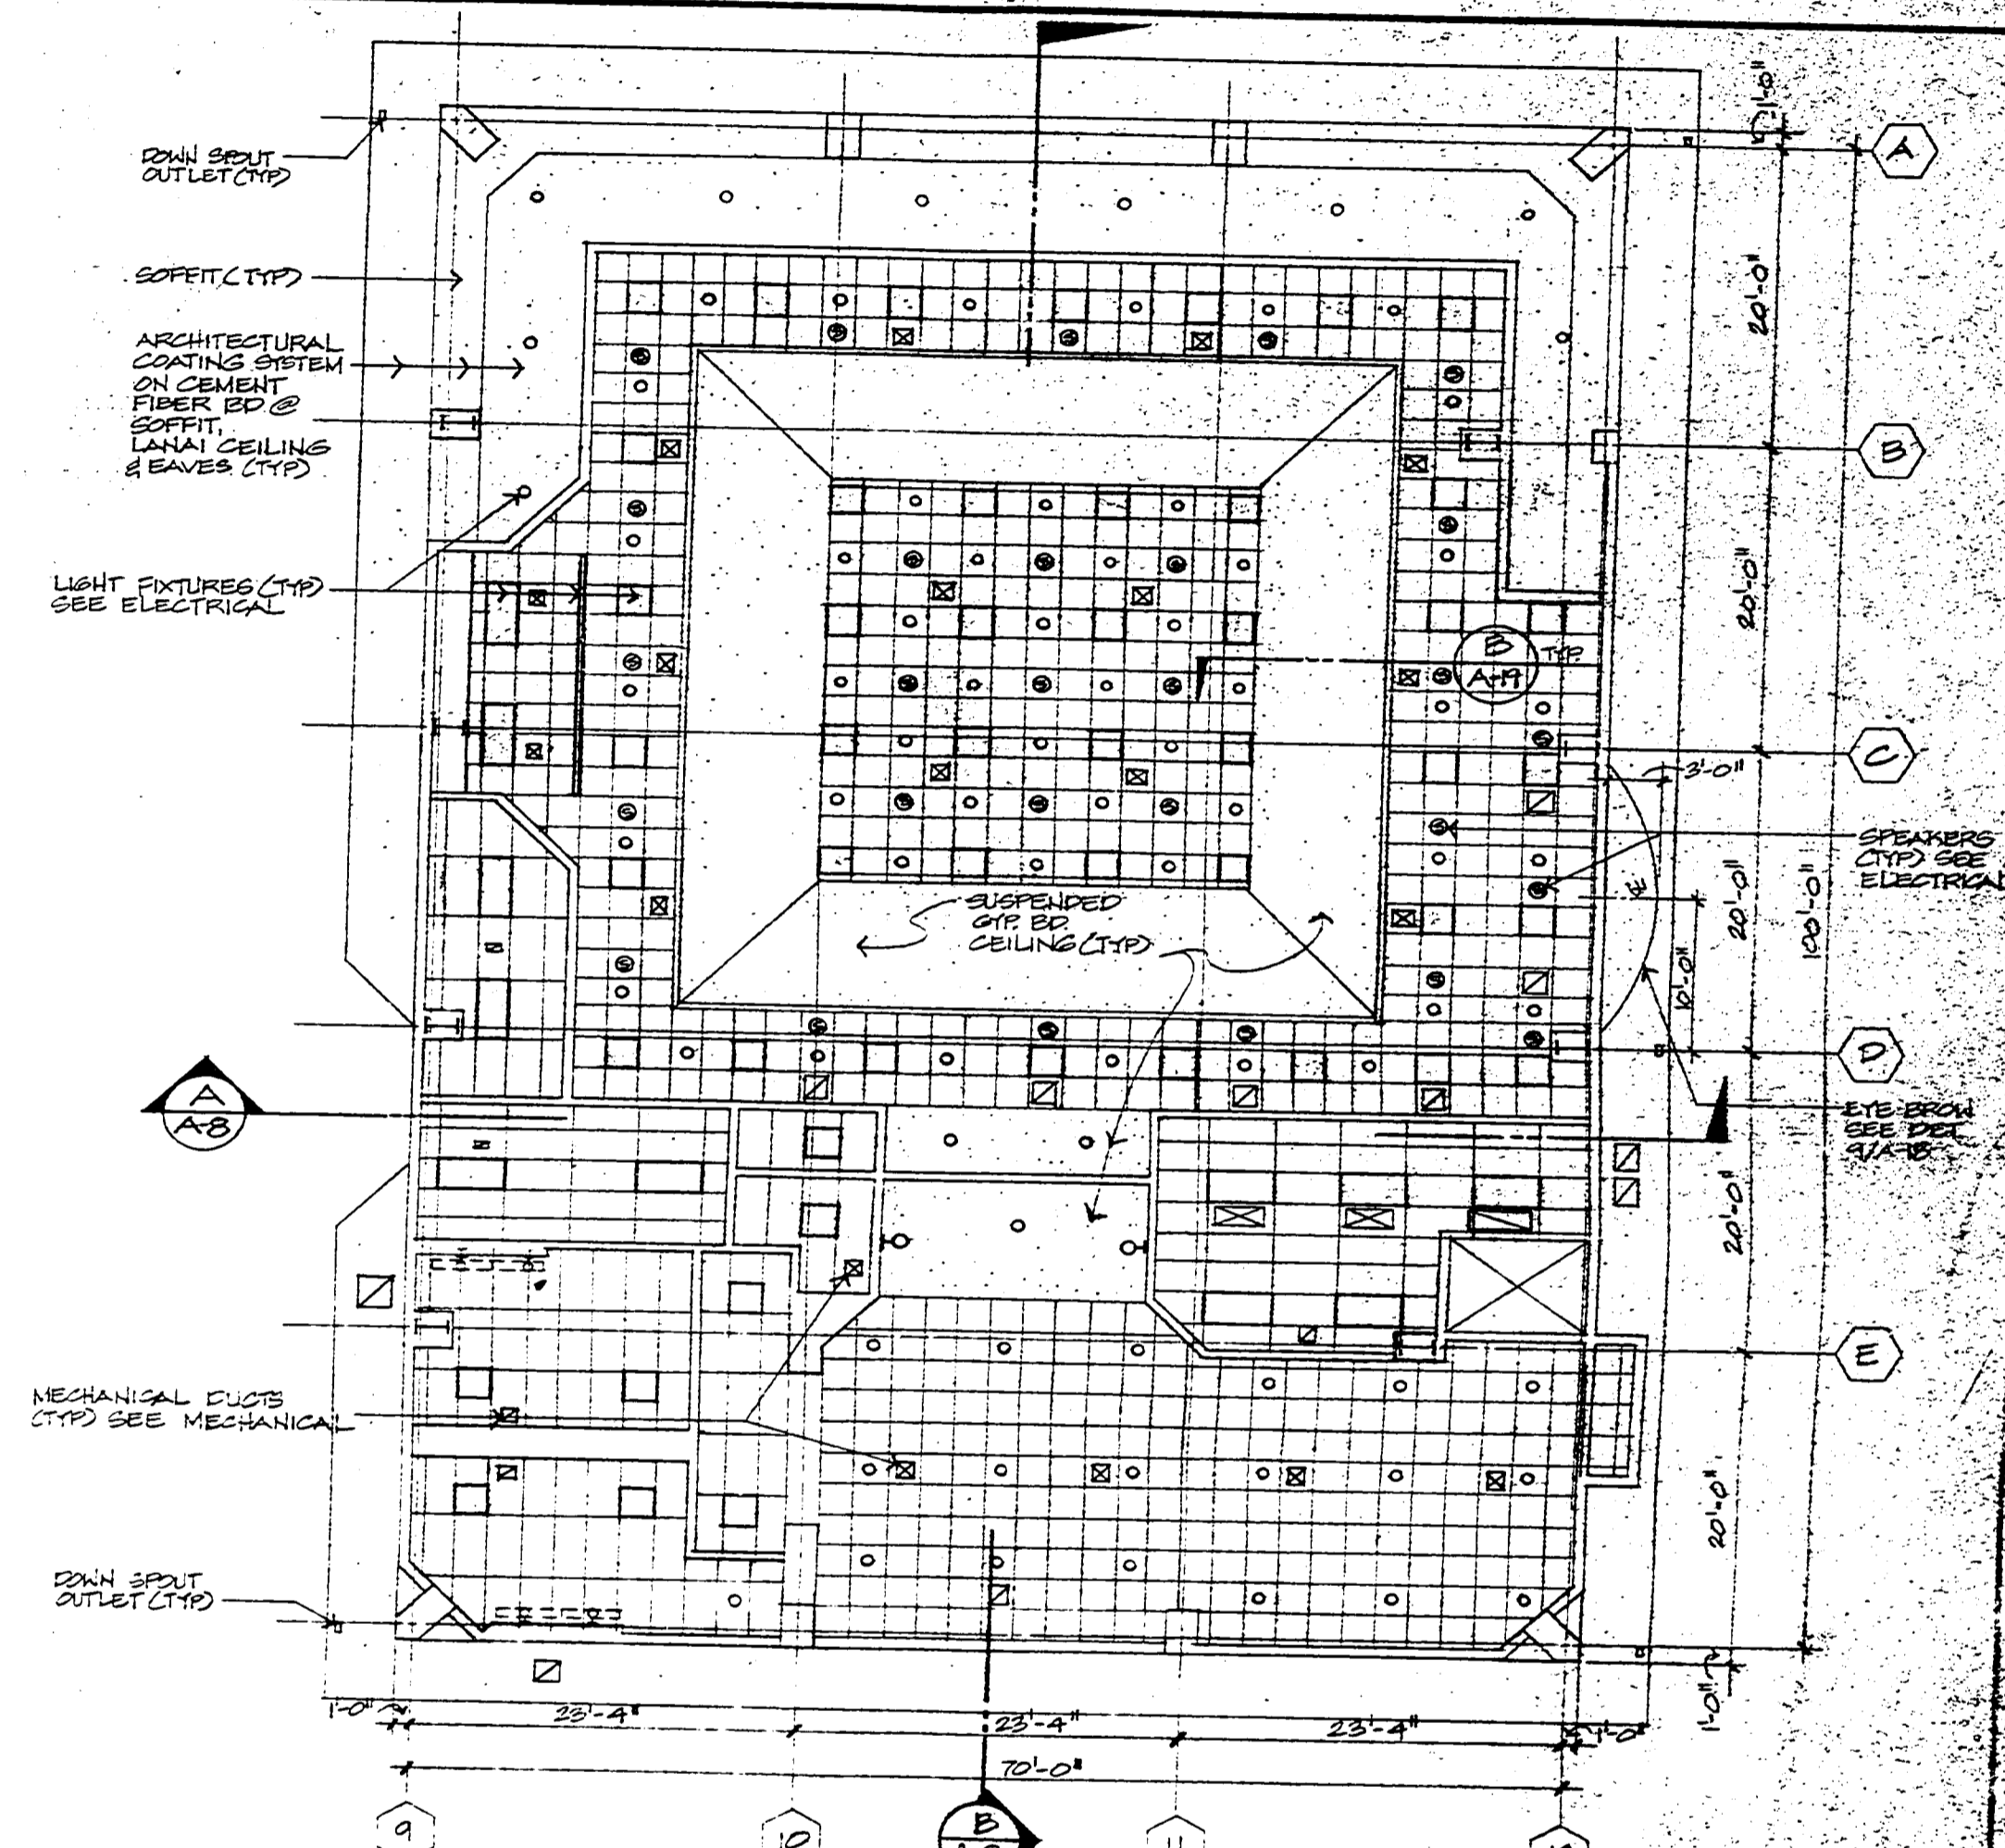 DOWN SPOUT
OUTLET (TYP)
SOFFIT (TYP)
ARCHITECTURAL
COATING SYSTEM
ON CEMENT
FIBER BD @
SOFFIT,
LANAI CEILING
& EAVES (TYP)
LIGHT FIXTURES (TYP)
SEE ELECTRICAL
1'-0"
A
20'-0"
B
20'-0"
B
A-19
TYP.
C
3'-0"
SPEAKERS
(TYP) SEE
ELECTRICAL
20'-0"
100'-0"
10'-0"
SUSPENDED
GYP. BD.
CEILING (TYP)
D
A
A-8
EYE-BROW
SEE DET
9/A-18
20'-0"
E
MECHANICAL DUCTS
(TYP) SEE MECHANICAL
20'-0"
DOWN SPOUT
OUTLET (TYP)
1'-0"
1'-0"
23'-4"
23'-4"
23'-4"
1'-0"
70'-0"
9
10
B
11